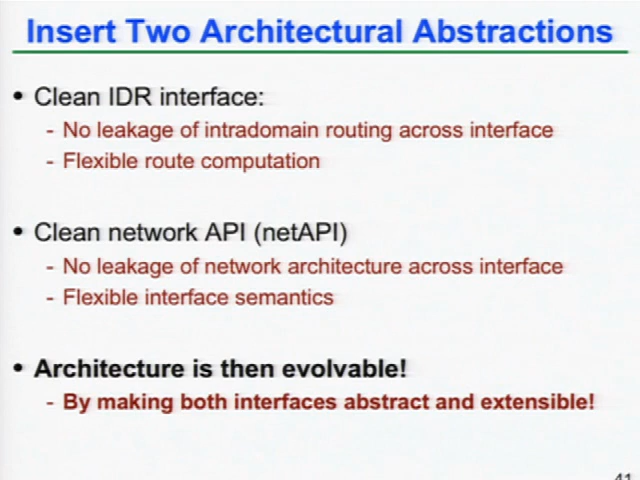 Insert Two Architectural Abstractions
• Clean IDR interface:
- No leakage of intradomain routing across interface
- Flexible route computation
• Clean network API (netAPI)
- No leakage of network architecture across interface
- Flexible interface semantics
• Architecture is then evolvable!
- By making both interfaces abstract and extensible!
41